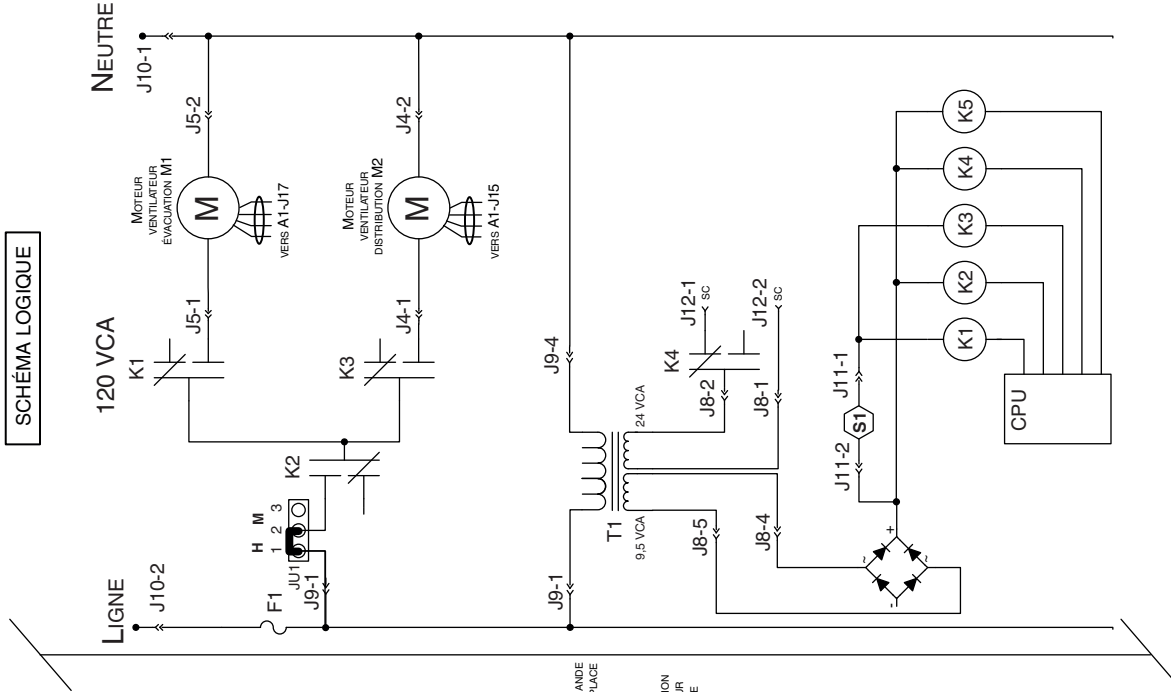 SCHÉMA LOGIQUE
120 VCA
LIGNE
NEUTRE
J10-2
J10-1
F1
J9-1
JU1
H M
1 2 3
K2
K1
J5-1
MOTEUR
VENTILATEUR
ÉVACUATION M1
M
VERS A1-J17
J5-2
K3
J4-1
MOTEUR
VENTILATEUR
DISTRIBUTION M2
M
VERS A1-J15
J4-2
J9-1
T1
J9-4
9,5 VCA
24 VCA
J8-5
J8-4
J8-2
J8-1
K4
J12-1
SC
J12-2
SC
~
+
-
~
J11-2
S1
J11-1
CPU
K1
K2
K3
K4
K5
ANDE
PLACE
ION
UR
E